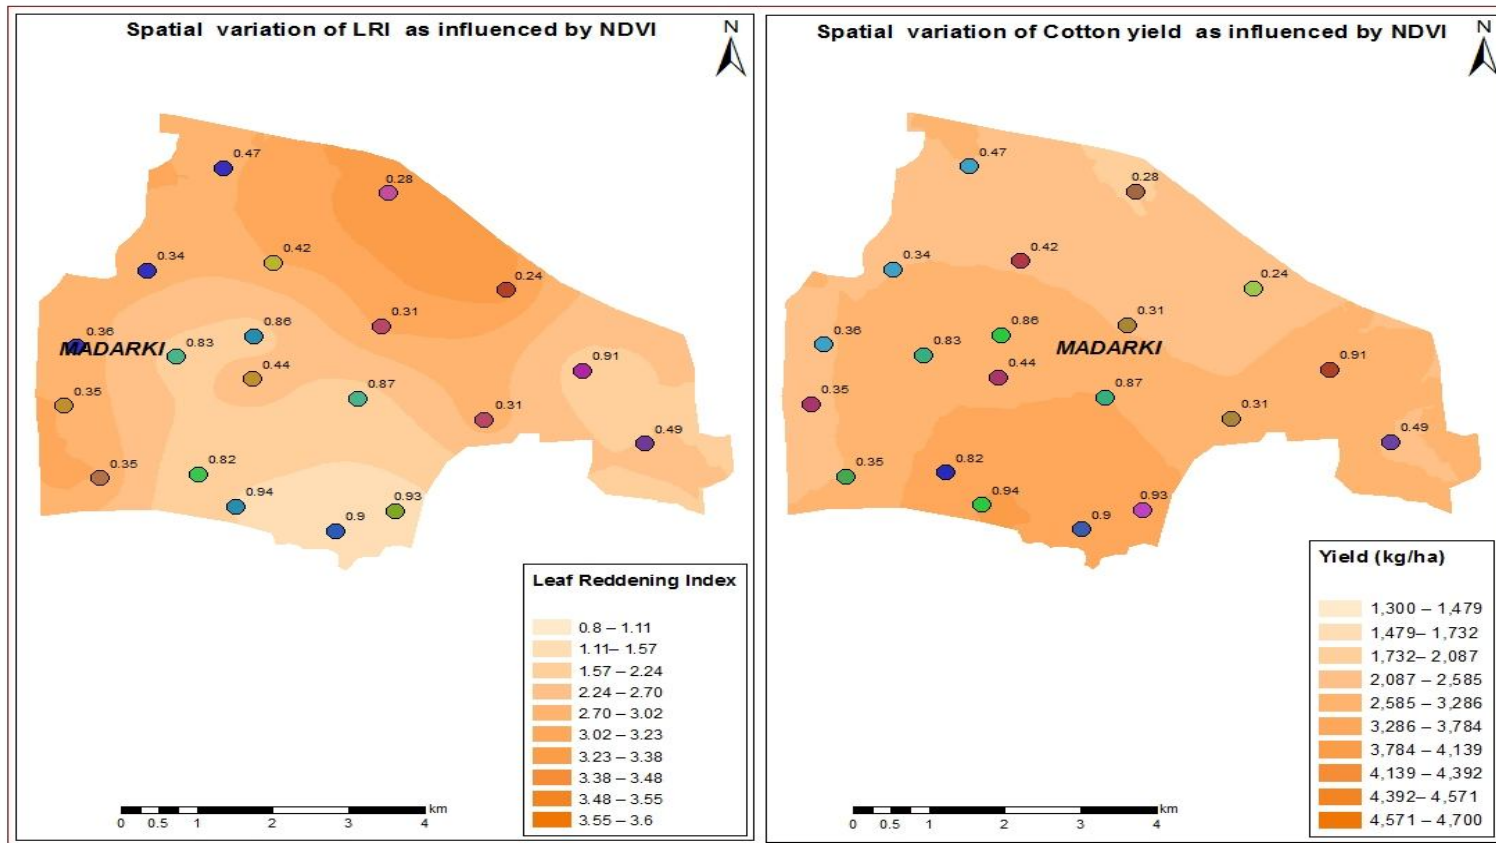 Spatial variation of LRI as influenced by NDVI
N
0.47
0.28
0.34
0.42
0.24
0.31
0.36
0.86
MADARKI
0.83
0.91
0.44
0.87
0.35
0.31
0.49
0.35
0.82
0.94
0.93
0.9
Leaf Reddening Index
0.8 – 1.11
1.11– 1.57
1.57 – 2.24
2.24 – 2.70
2.70 – 3.02
3.02 – 3.23
3.23 – 3.38
3.38 – 3.48
3.48 – 3.55
3.55 – 3.6
km
0 0.5 1 2 3 4
Spatial variation of Cotton yield as influenced by NDVI
N
0.47
0.28
0.42
0.34
0.24
0.31
0.36
0.86
MADARKI
0.83
0.91
0.44
0.87
0.35
0.31
0.49
0.35
0.82
0.94
0.93
0.9
Yield (kg/ha)
1,300 – 1,479
1,479– 1,732
1,732– 2,087
2,087 – 2,585
2,585 – 3,286
3,286 – 3,784
3,784 – 4,139
4,139 – 4,392
4,392– 4,571
4,571 – 4,700
km
0 0.5 1 2 3 4